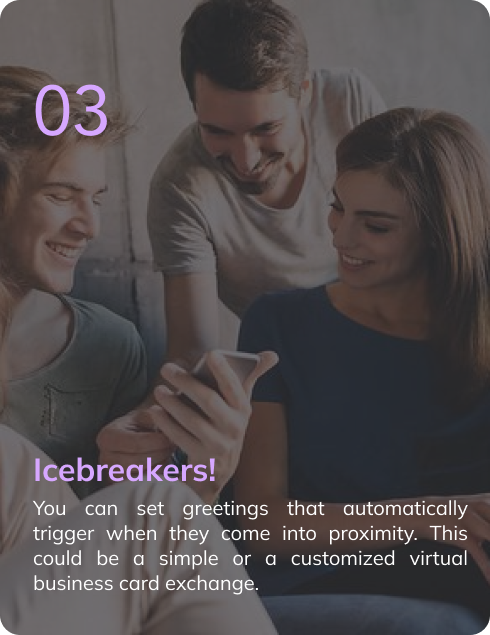 03
Icebreakers!
You can set greetings that automatically
trigger when they come into proximity. This
could be a simple or a customized virtual
business card exchange.